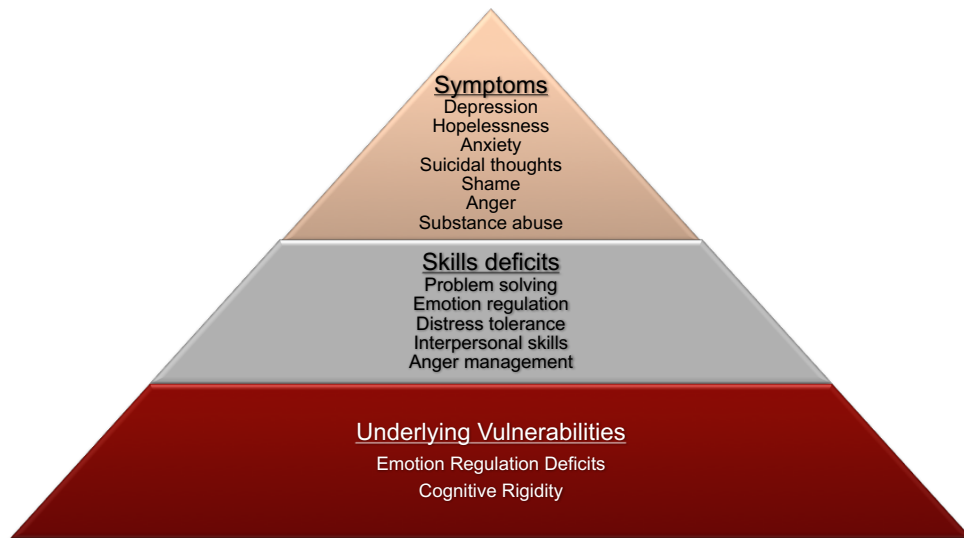 Symptoms
Depression
Hopelessness
Anxiety
Suicidal thoughts
Shame
Anger
Substance abuse
Skills deficits
Problem solving
Emotion regulation
Distress tolerance
Interpersonal skills
Anger management
Underlying Vulnerabilities
Emotion Regulation Deficits
Cognitive Rigidity